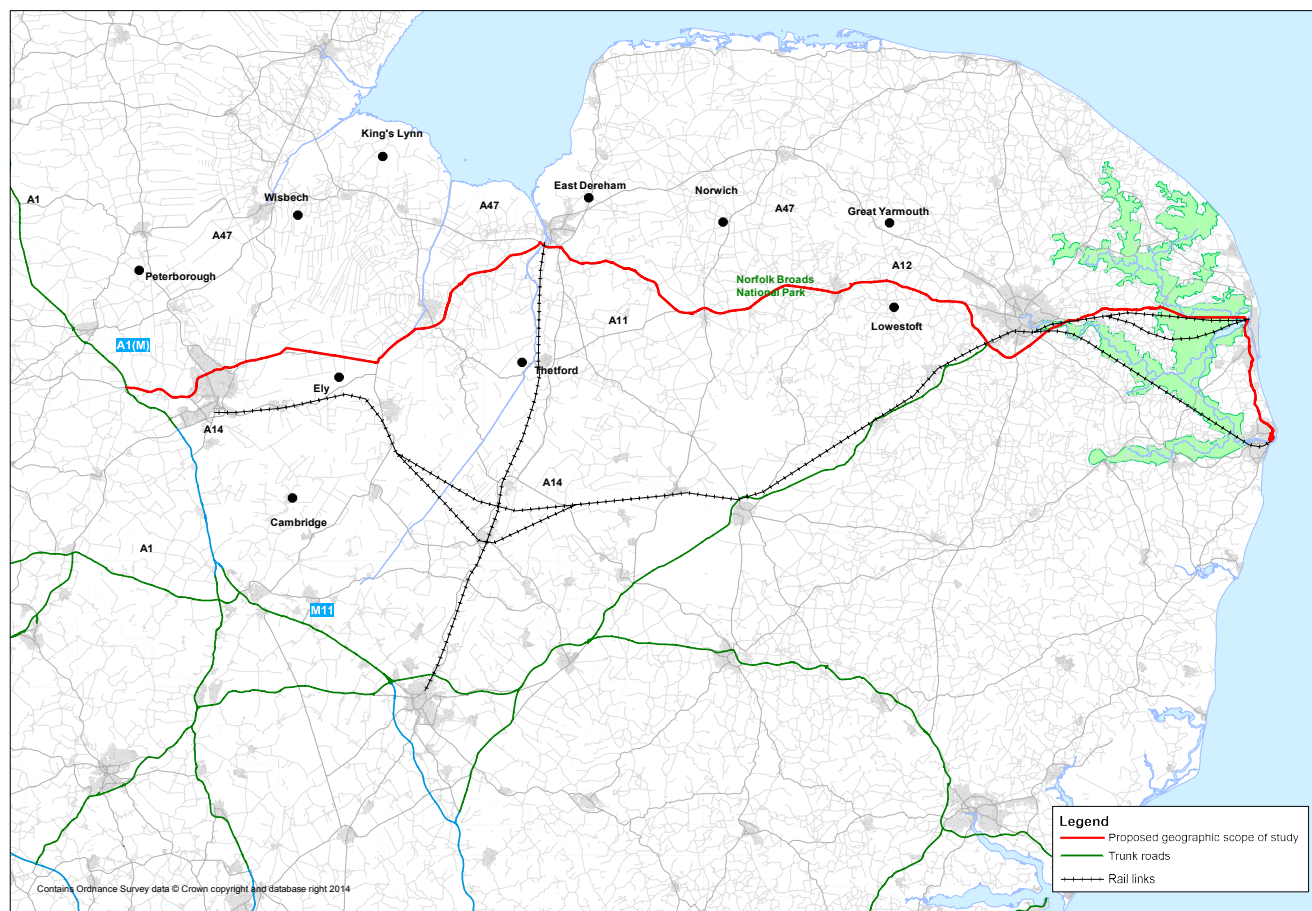 King's Lynn
East Dereham
Norwich
A1
Wisbech
A47
A47
Great Yarmouth
A47
A12
Peterborough
Norfolk Broads
National Park
A11
Lowestoft
A1(M)
Thetford
Ely
A14
A14
Cambridge
A1
M11
Legend
Proposed geographic scope of study
Trunk roads
Rail links
Contains Ordnance Survey data © Crown copyright and database right 2014